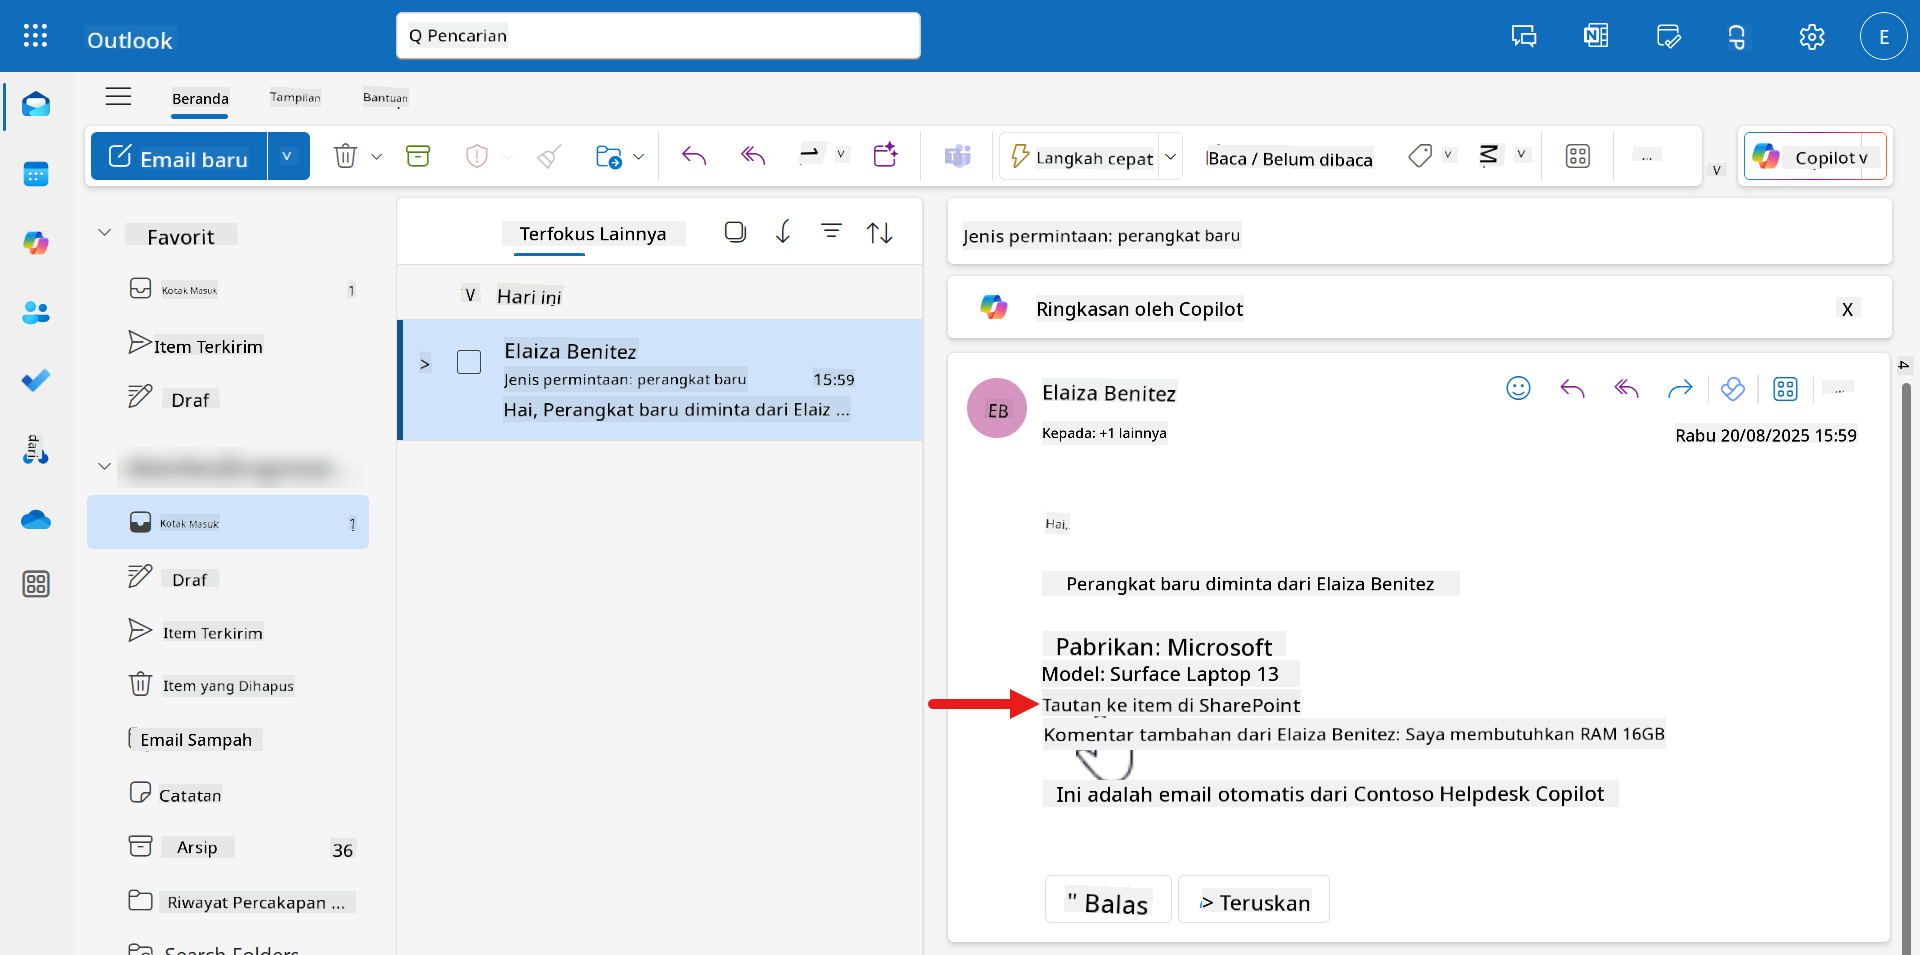 Outlook
Q Pencarian
E
Beranda
Tampilan
Bantuan
Email baru
Langkah cepat
Baca / Belum dibaca
...
Copilot v
Favorit
Kotak Masuk 1
Item Terkirim
Draf
Kotak Masuk 1
Draf
Item Terkirim
Item yang Dihapus
Email Sampah
Catatan
Arsip 36
Riwayat Percakapan ...
Search Folders
dari
Terfokus Lainnya
V Hari ini
> Elaiza Benitez
Jenis permintaan: perangkat baru 15:59
Hai, Perangkat baru diminta dari Elaiz ...
Jenis permintaan: perangkat baru
Ringkasan oleh Copilot X
EB
Elaiza Benitez
Kepada: +1 lainnya
Rabu 20/08/2025 15:59
Hai,
Perangkat baru diminta dari Elaiza Benitez
Pabrikan: Microsoft
Model: Surface Laptop 13
Tautan ke item di SharePoint
Komentar tambahan dari Elaiza Benitez: Saya membutuhkan RAM 16GB
Ini adalah email otomatis dari Contoso Helpdesk Copilot
" Balas
> Teruskan